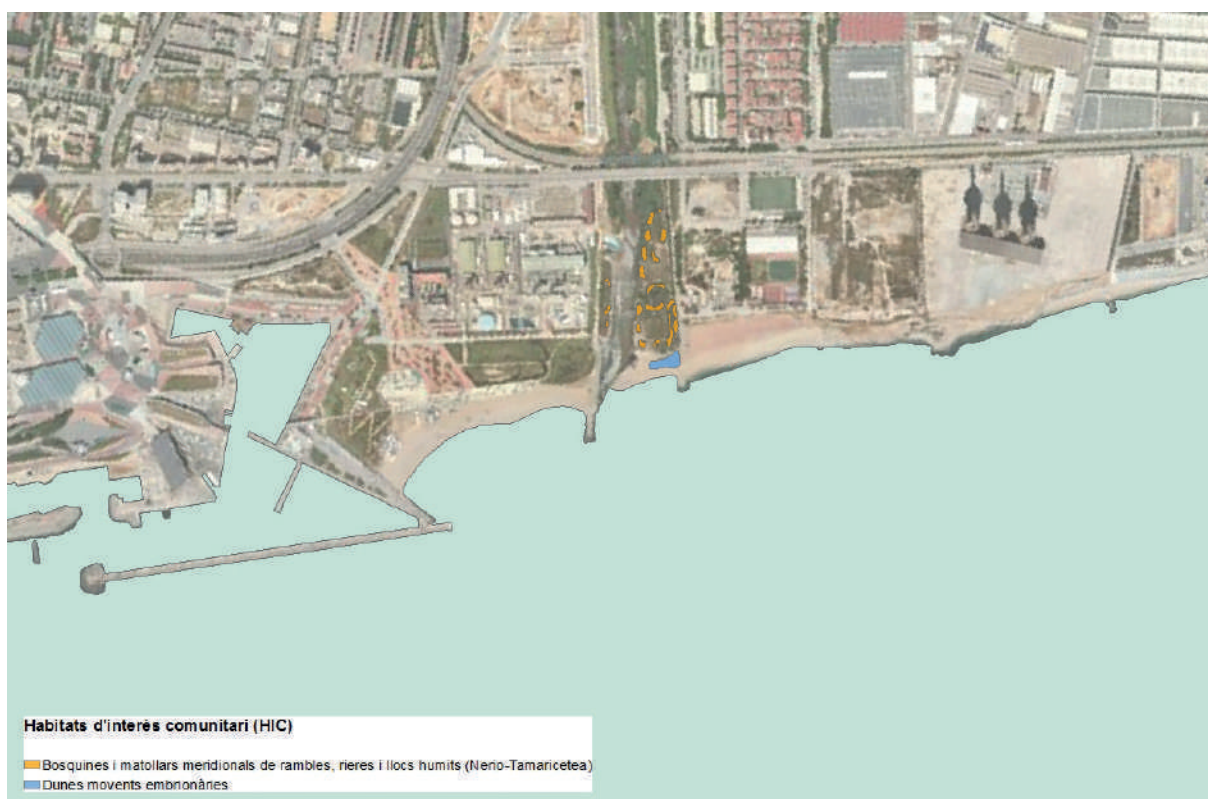 Habitats d'interès comunitari (HIC)
Bosquines i matollars meridionals de rambles, rieres i llocs humits (Nerio-Tamaricetea)
Dunes movents embrionàries